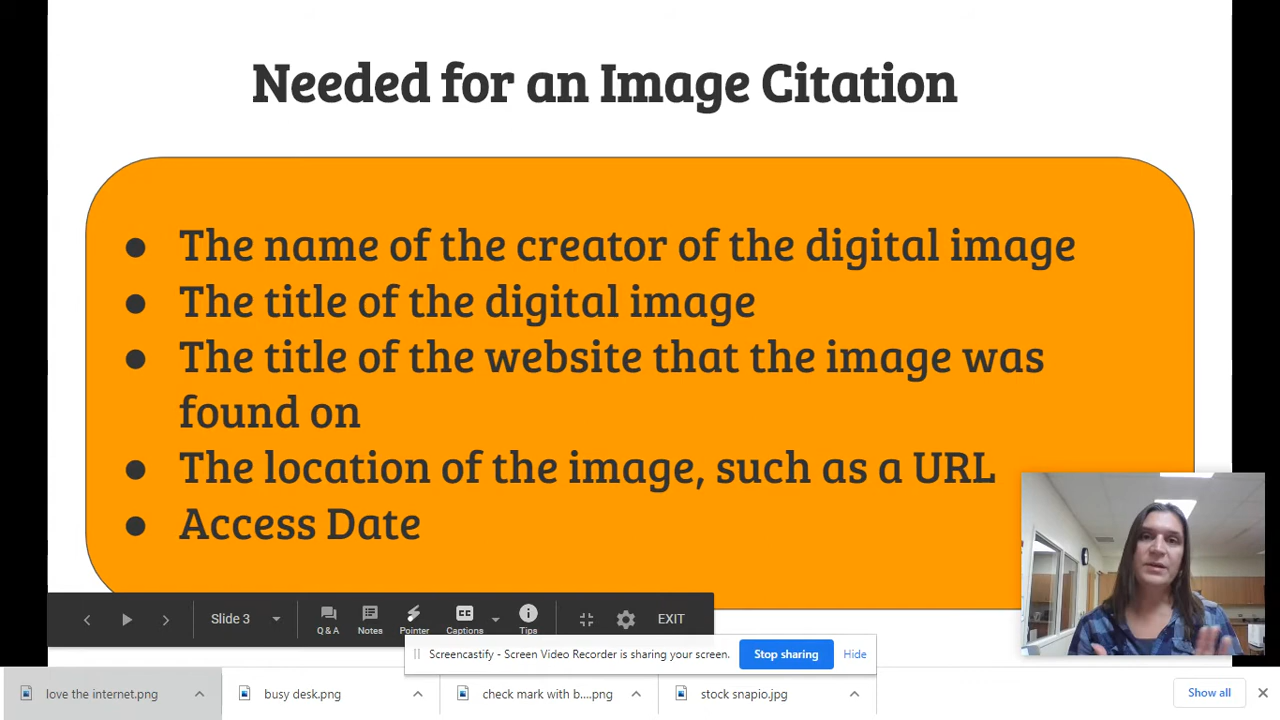 Needed for an Image Citation
● The name of the creator of the digital image
● The title of the digital image
● The title of the website that the image was
found on
● The location of the image, such as a URL
● Access Date
Slide 3
Q & A
Notes
Pointer
CC
Captions
Tips
EXIT
Screencastify - Screen Video Recorder is sharing your screen.
Stop sharing
Hide
love the internet.png
busy desk.png
check mark with b....png
stock snapio.jpg
Show all